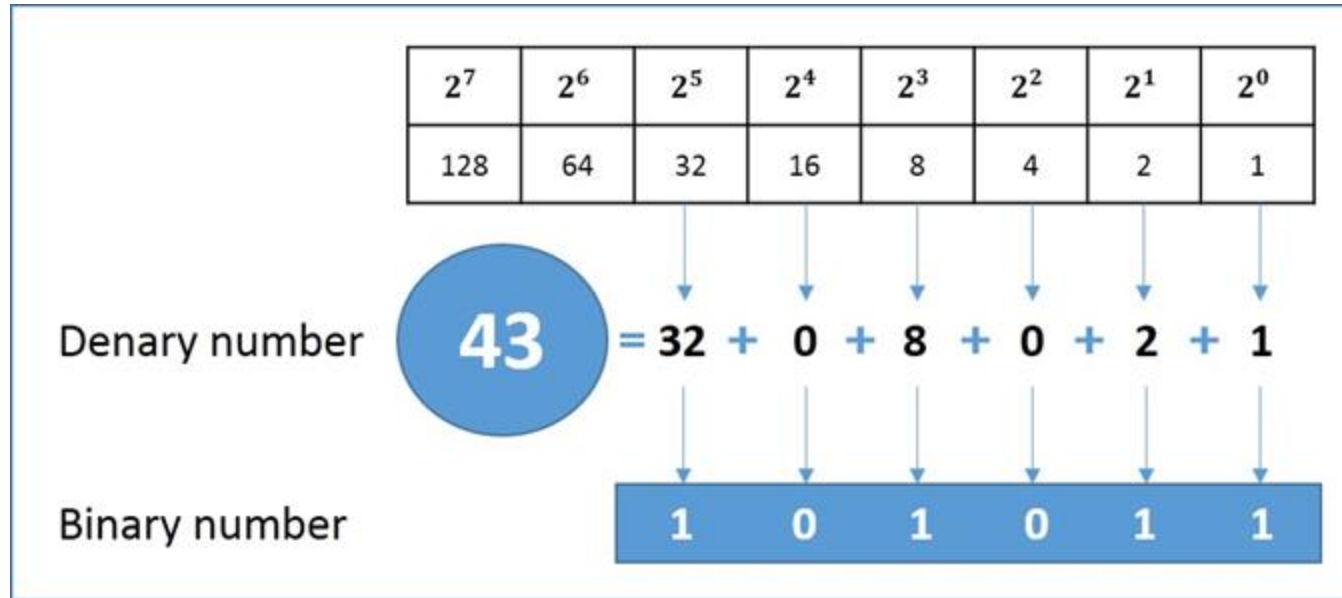 2⁷ 2⁶ 2⁵ 2⁴ 2³ 2² 2¹ 2⁰
128 64 32 16 8 4 2 1
Denary number 43 = 32 + 0 + 8 + 0 + 2 + 1
Binary number 1 0 1 0 1 1